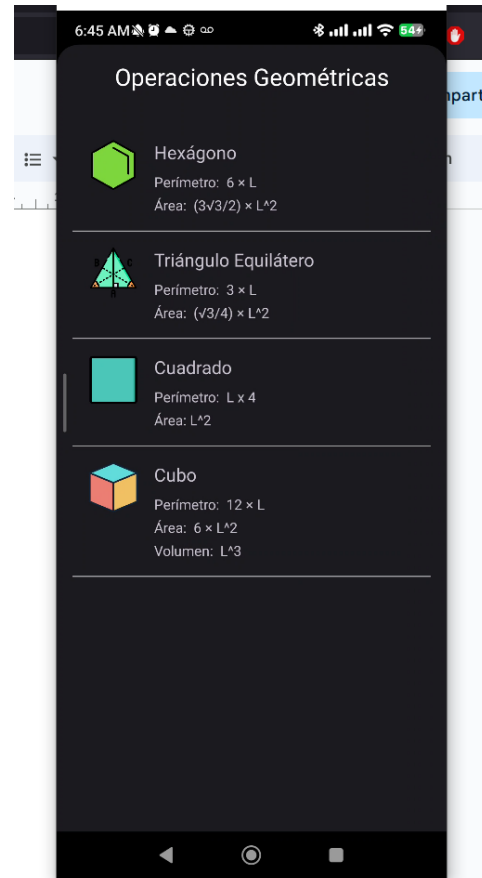 6:45 AM
54
Operaciones Geométricas
Hexágono
Perímetro: 6 × L
Área: (3√3/2) × L^2
Triángulo Equilátero
Perímetro: 3 × L
Área: (√3/4) × L^2
Cuadrado
Perímetro: L x 4
Área: L^2
Cubo
Perímetro: 12 × L
Área: 6 × L^2
Volumen: L^3